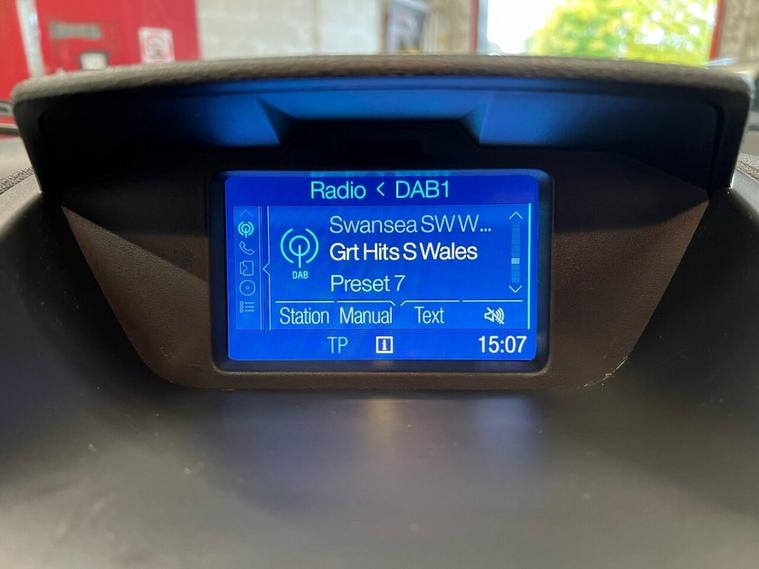 Radio < DAB1
Swansea SW W...
DAB
Grt Hits S Wales
Preset 7
Station Manual Text
TP i 15:07